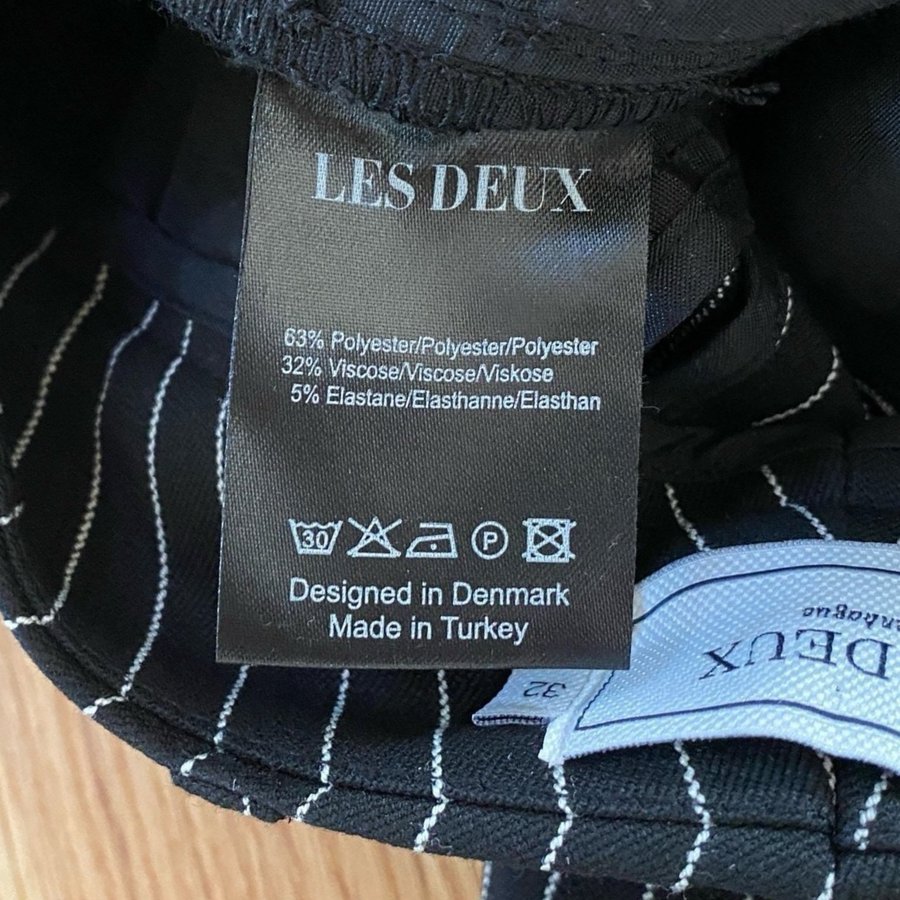 LES DEUX
63% Polyester/Polyester/Polyester
32% Viscose/Viscose/Viskose
5% Elastane/Elasthanne/Elasthan
30
P
Designed in Denmark
Made in Turkey
32
DEUX